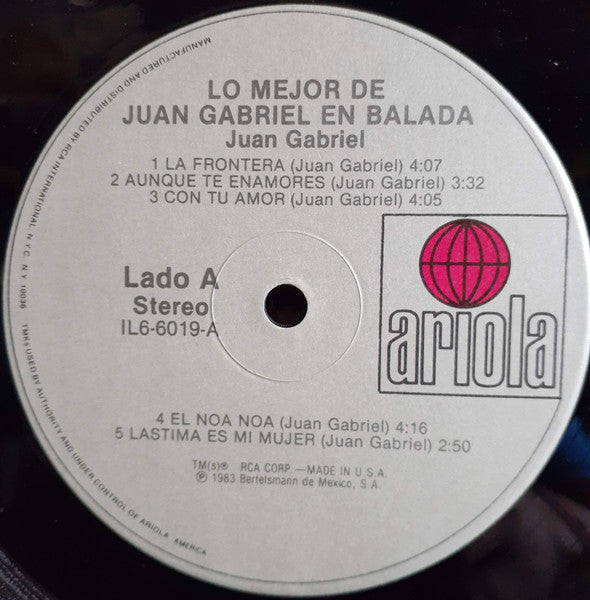 LO MEJOR DE
JUAN GABRIEL EN BALADA
Juan Gabriel
1 LA FRONTERA (Juan Gabriel) 4:07
2 AUNQUE TE ENAMORES (Juan Gabriel) 3:32
3 CON TU AMOR (Juan Gabriel) 4:05
Lado A
Stereo
IL6-6019-A
ariola
4 EL NOA NOA (Juan Gabriel) 4:16
5 LASTIMA ES MI MUJER (Juan Gabriel) 2:50
TM(s)® RCA CORP —MADE IN U.S.A.
℗ 1983 Bertelsmann de Mexico, S.A.
TMKs USED BY AUTHORITY AND UNDER CONTROL OF ARIOLA AMERICA
MANUFACTURED AND DISTRIBUTED BY RCA INTERNATIONAL N.Y.C. N.Y. 10036